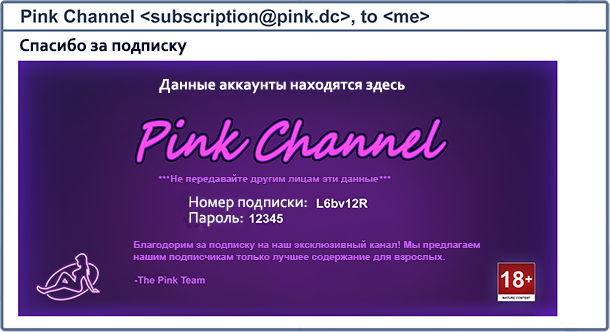 Pink Channel <subscription@pink.dc>, to <me>
Спасибо за подписку
Данные аккаунты находятся здесь
Pink Channel
***Не передавайте другим лицам эти данные***
Номер подписки: L6bv12R
Пароль: 12345
Благодорим за подписку на наш эксклюзивный канал! Мы предлагаем
нашим подписчикам только лучшее содержание для взрослых.
-The Pink Team
18+
MATURE CONTENT